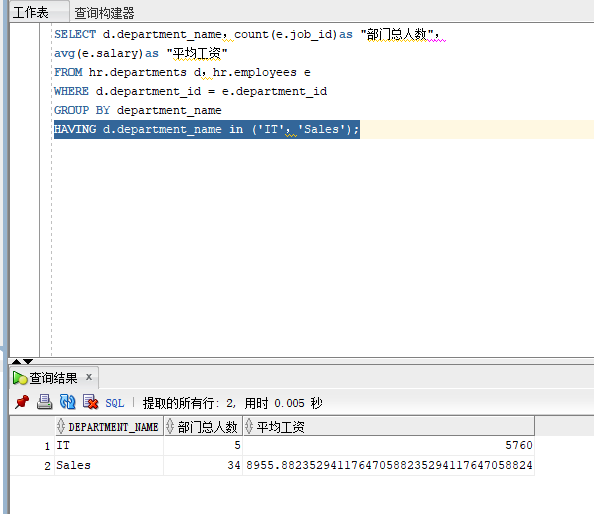 工作表 查询构建器
SELECT d.department_name，count(e.job_id)as "部门总人数"，
avg(e.salary)as "平均工资"
FROM hr.departments d，hr.employees e
WHERE d.department_id = e.department_id
GROUP BY department_name
HAVING d.department_name in ('IT'，'Sales');
查询结果 x
SQL | 提取的所有行: 2, 用时 0.005 秒
DEPARTMENT_NAME 部门总人数 平均工资
1 IT 5 5760
2 Sales 34 8955.88235294117647058823529411764705882​4